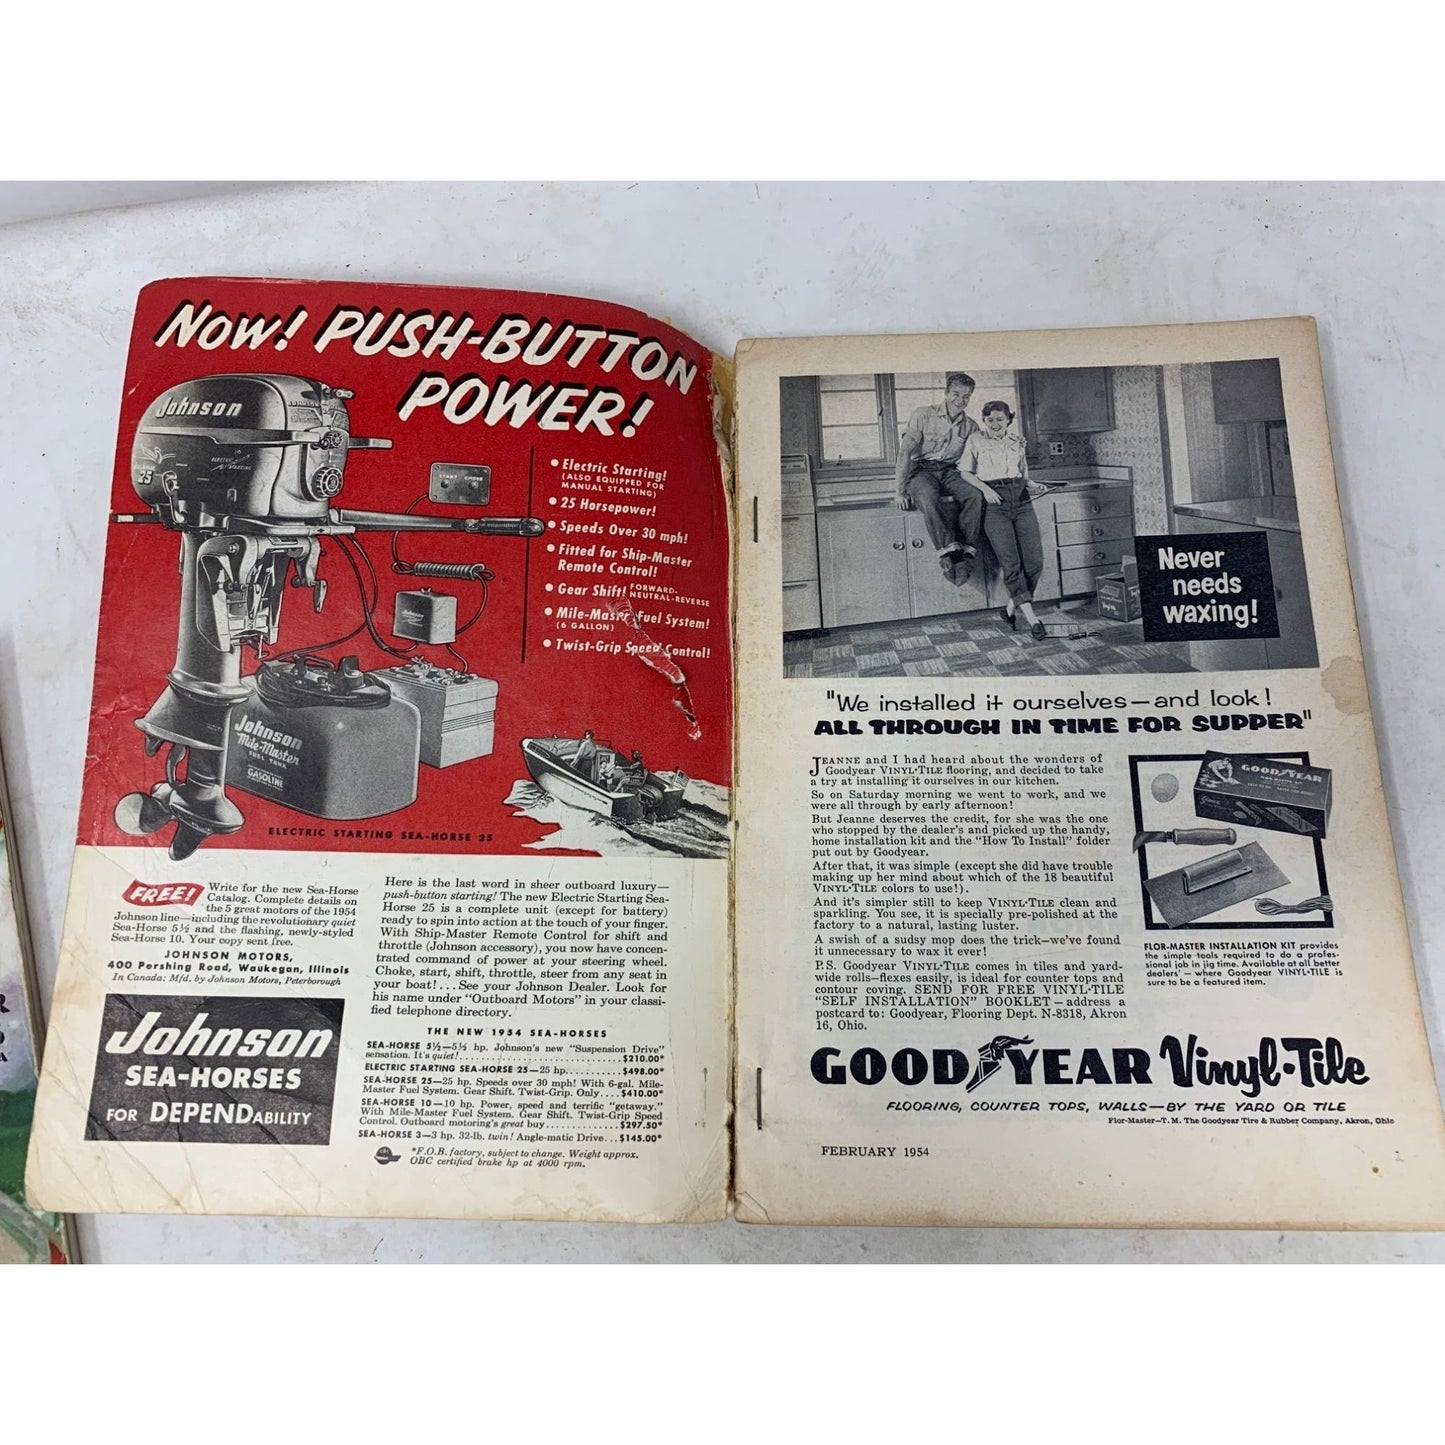 Now! PUSH-BUTTON
POWER!
Johnson
JOHNSON
25
START CHOKE
• Electric Starting!
(ALSO EQUIPPED FOR
MANUAL STARTING)
• 25 Horsepower!
• Speeds Over 30 mph!
• Fitted for Ship-Master
Remote Control!
• Gear Shift! FORWARD-
NEUTRAL-REVERSE
• Mile-Master Fuel System!
(6 GALLON)
• Twist-Grip Speed Control!
Johnson
Mile-Master
FUEL TANK
GASOLINE
ELECTRIC STARTING SEA-HORSE 25
FREE! Write for the new Sea-Horse
Catalog. Complete details on
the 5 great motors of the 1954
Johnson line—including the revolutionary quiet
Sea-Horse 5½ and the flashing, newly-styled
Sea-Horse 10. Your copy sent free.
JOHNSON MOTORS,
400 Pershing Road, Waukegan, Illinois
In Canada: Mfd. by Johnson Motors, Peterborough
Johnson
SEA-HORSES
FOR DEPENDABILITY
Here is the last word in sheer outboard luxury—
push-button starting! The new Electric Starting Sea-
Horse 25 is a complete unit (except for battery)
ready to spin into action at the touch of your finger.
With Ship-Master Remote Control for shift and
throttle (Johnson accessory), you now have concen-
trated command of power at your steering wheel.
Choke, start, shift, throttle, steer from any seat in
your boat! . . . See your Johnson Dealer. Look for
his name under "Outboard Motors" in your classi-
fied telephone directory.
THE NEW 1954 SEA-HORSES
SEA-HORSE 5½—5½ hp. Johnson's new "Suspension Drive"
sensation. It's quiet!..........................$210.00*
ELECTRIC STARTING SEA-HORSE 25—25 hp..........$498.00*
SEA-HORSE 25—25 hp. Speeds over 30 mph! With 6-gal. Mile-
Master Fuel System. Gear Shift. Twist-Grip. Only....$410.00*
SEA-HORSE 10—10 hp. Power, speed and terrific "getaway."
With Mile-Master Fuel System. Gear Shift. Twist-Grip Speed
Control. Outboard motoring's great buy..............$297.50*
SEA-HORSE 3—3 hp. 32-lb. twin! Angle-matic Drive...$145.00*
*F.O.B. factory, subject to change. Weight approx.
OBC certified brake hp at 4000 rpm.
Never
needs
waxing!
"We installed it ourselves—and look!
ALL THROUGH IN TIME FOR SUPPER"
JEANNE and I had heard about the wonders of
Goodyear VINYL-TILE flooring, and decided to take
a try at installing it ourselves in our kitchen.
So on Saturday morning we went to work, and we
were all through by early afternoon!
But Jeanne deserves the credit, for she was the one
who stopped by the dealer's and picked up the handy,
home installation kit and the "How To Install" folder
put out by Goodyear.
After that, it was simple (except she did have trouble
making up her mind about which of the 18 beautiful
VINYL-TILE colors to use!).
And it's simpler still to keep VINYL-TILE clean and
sparkling. You see, it is specially pre-polished at the
factory to a natural, lasting luster.
A swish of a sudsy mop does the trick—we've found
it unnecessary to wax it ever!
P.S. Goodyear VINYL-TILE comes in tiles and yard-
wide rolls—flexes easily, is ideal for counter tops and
contour coving. SEND FOR FREE VINYL-TILE
"SELF INSTALLATION" BOOKLET—address a
postcard to: Goodyear, Flooring Dept. N-8318, Akron
16, Ohio.
GOODYEAR
FLOR-MASTER INSTALLATION KIT provides
the simple tools required to do a profes-
sional job in jig time. Available at all better
dealers'—where Goodyear VINYL-TILE is
sure to be a featured item.
GOODYEAR Vinyl-Tile
FLOORING, COUNTER TOPS, WALLS—BY THE YARD OR TILE
Flor-Master—T. M. The Goodyear Tire & Rubber Company, Akron, Ohio
FEBRUARY 1954
1